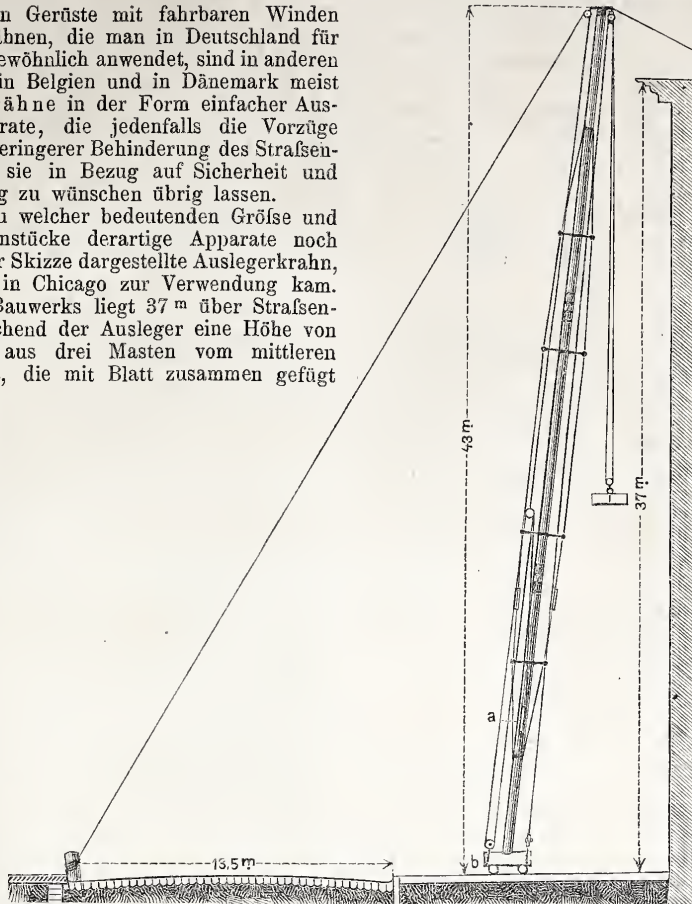 n Gerüste mit fahrbaren Winden
ahnen, die man in Deutschland für
ewöhnlich anwendet, sind in anderen
in Belgien und in Dänemark meist
ähne in der Form einfacher Aus-
rate, die jedenfalls die Vorzüge
eringerer Behinderung des Straſsen-
sie in Bezug auf Sicherheit und
g zu wünschen übrig lassen.
u welcher bedeutenden Gröſse und
nstücke derartige Apparate noch
r Skizze dargestellte Auslegerkrahn,
in Chicago zur Verwendung kam.
Bauwerks liegt 37 m über Straſsen-
chend der Ausleger eine Höhe von
aus drei Masten vom mittleren
, die mit Blatt zusammen gefügt
43 m
37 m
a
b
13,5 m